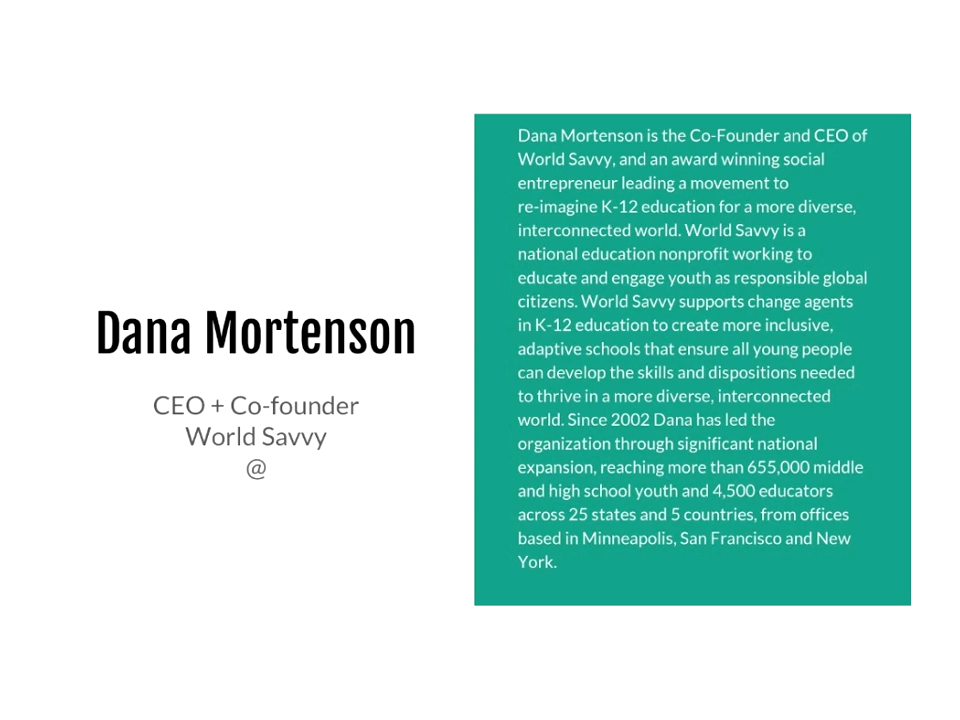 Dana Mortenson
CEO + Co-founder
World Savvy
@
Dana Mortenson is the Co-Founder and CEO of
World Savvy, and an award winning social
entrepreneur leading a movement to
re-imagine K-12 education for a more diverse,
interconnected world. World Savvy is a
national education nonprofit working to
educate and engage youth as responsible global
citizens. World Savvy supports change agents
in K-12 education to create more inclusive,
adaptive schools that ensure all young people
can develop the skills and dispositions needed
to thrive in a more diverse, interconnected
world. Since 2002 Dana has led the
organization through significant national
expansion, reaching more than 655,000 middle
and high school youth and 4,500 educators
across 25 states and 5 countries, from offices
based in Minneapolis, San Francisco and New
York.